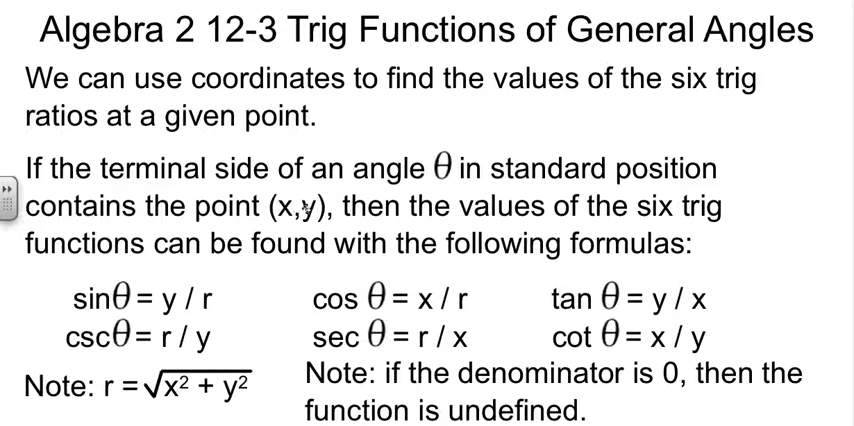 Algebra 2 12-3 Trig Functions of General Angles
We can use coordinates to find the values of the six trig
ratios at a given point.
If the terminal side of an angle θ in standard position
contains the point (x,y), then the values of the six trig
functions can be found with the following formulas:
sinθ = y / r cos θ = x / r tan θ = y / x
cscθ = r / y sec θ = r / x cot θ = x / y
Note: r = √x² + y²
Note: if the denominator is 0, then the
function is undefined.